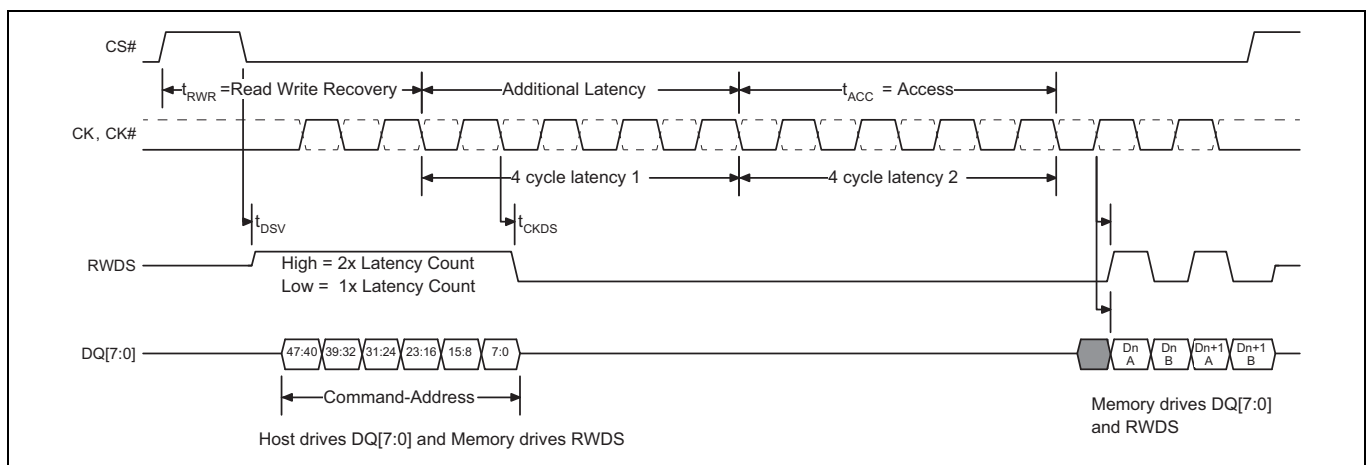 CS#
tRWR =Read Write Recovery
Additional Latency
tACC = Access
CK, CK#
4 cycle latency 1
4 cycle latency 2
tDSV
tCKDS
RWDS
High = 2x Latency Count
Low = 1x Latency Count
DQ[7:0]
47:40 39:32 31:24 23:16 15:8 7:0
Dn Dn Dn+1 Dn+1
A B A B
Command-Address
Memory drives DQ[7:0]
and RWDS
Host drives DQ[7:0] and Memory drives RWDS